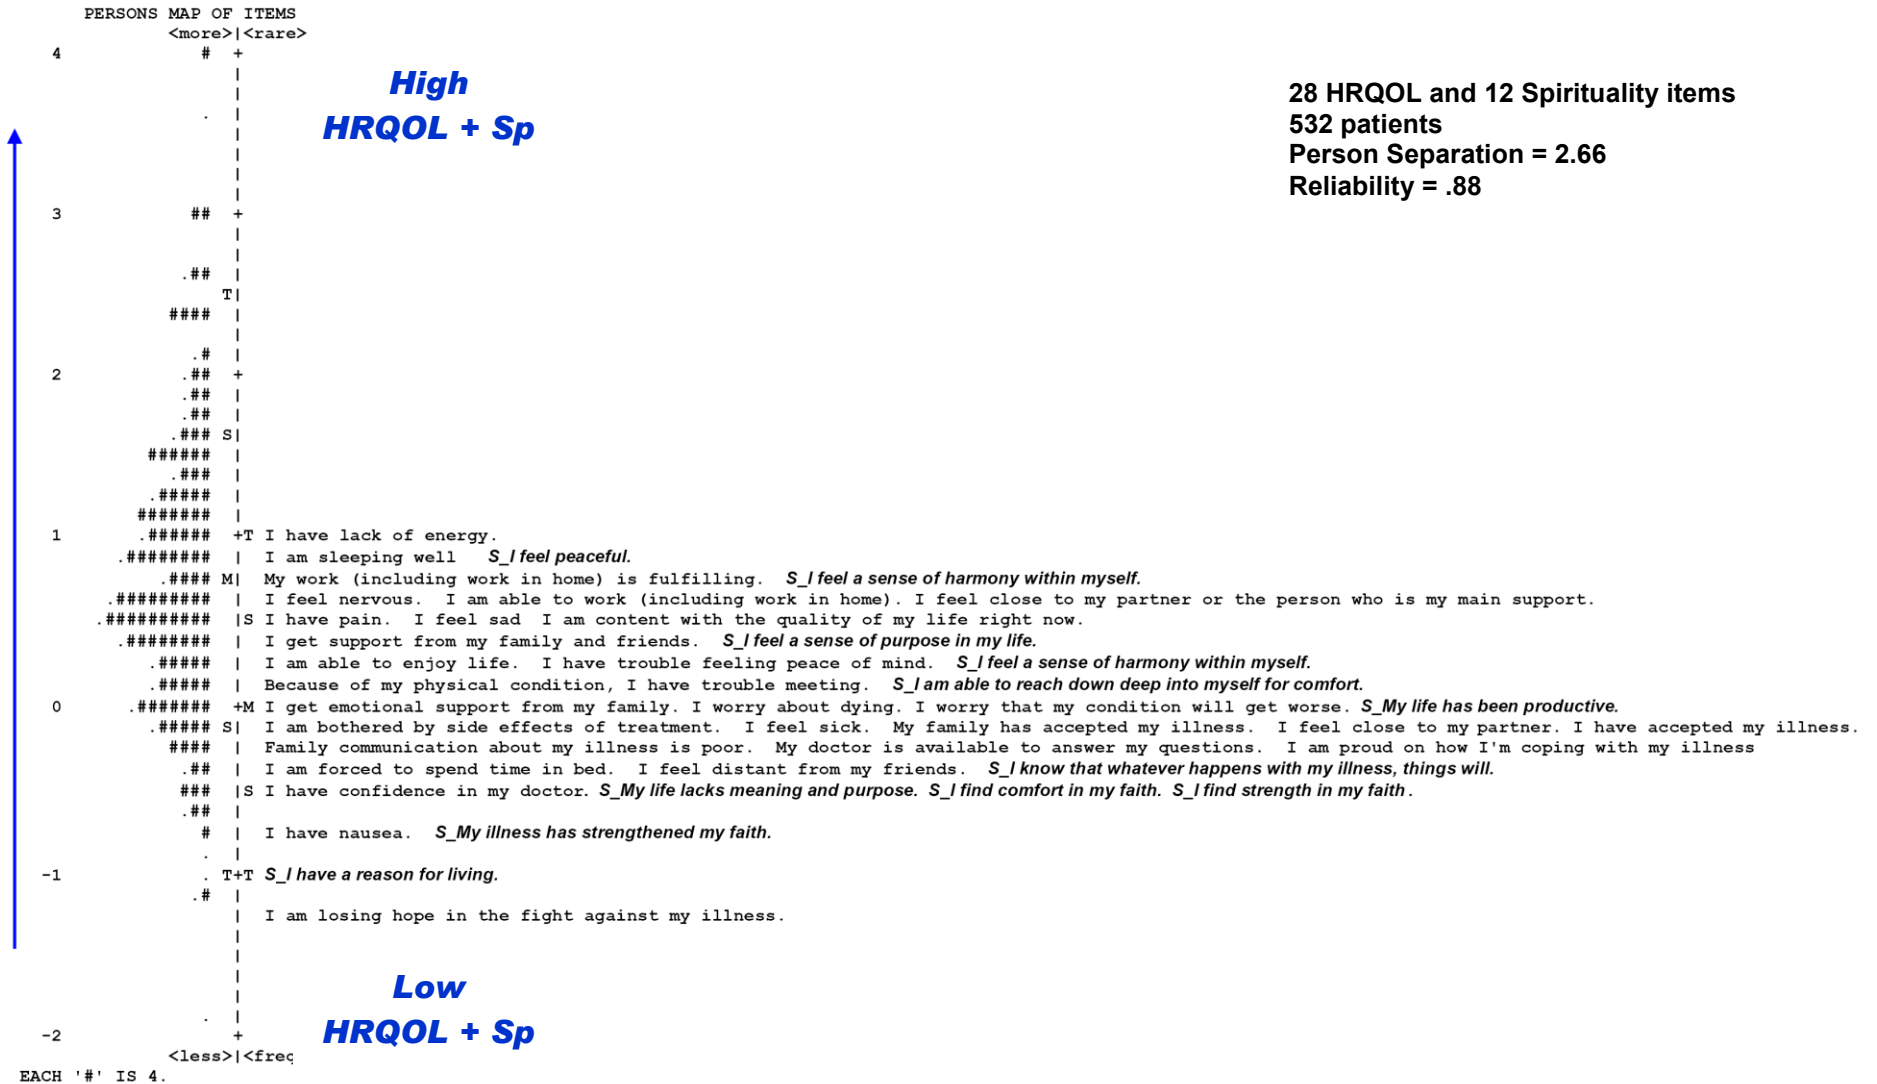 PERSONS MAP OF ITEMS
<more>|<rare>
4 # +
|
High
|
HRQOL + Sp
. |
|
|
|
|
28 HRQOL and 12 Spirituality items
532 patients
Person Separation = 2.66
Reliability = .88
3 ## +
|
|
.## |
T|
#### |
|
.# |
2 .## +
.## |
.## |
.### S|
###### |
.### |
.##### |
####### |
1 .###### +T I have lack of energy.
.######## | I am sleeping well S_I feel peaceful.
.#### M| My work (including work in home) is fulfilling. S_I feel a sense of harmony within myself.
.######### | I feel nervous. I am able to work (including work in home). I feel close to my partner or the person who is my main support.
.########## |S I have pain. I feel sad I am content with the quality of my life right now.
.######## | I get support from my family and friends. S_I feel a sense of purpose in my life.
.##### | I am able to enjoy life. I have trouble feeling peace of mind. S_I feel a sense of harmony within myself.
.##### | Because of my physical condition, I have trouble meeting. S_I am able to reach down deep into myself for comfort.
0 .####### +M I get emotional support from my family. I worry about dying. I worry that my condition will get worse. S_My life has been productive.
.##### S| I am bothered by side effects of treatment. I feel sick. My family has accepted my illness. I feel close to my partner. I have accepted my illness.
#### | Family communication about my illness is poor. My doctor is available to answer my questions. I am proud on how I'm coping with my illness
.## | I am forced to spend time in bed. I feel distant from my friends. S_I know that whatever happens with my illness, things will.
### |S I have confidence in my doctor. S_My life lacks meaning and purpose. S_I find comfort in my faith. S_I find strength in my faith.
.## |
# | I have nausea. S_My illness has strengthened my faith.
. |
-1 . T+T S_I have a reason for living.
.# |
| I am losing hope in the fight against my illness.
|
|
|
Low
|
. |
HRQOL + Sp
-2 +
<less>|<freq
EACH '#' IS 4.